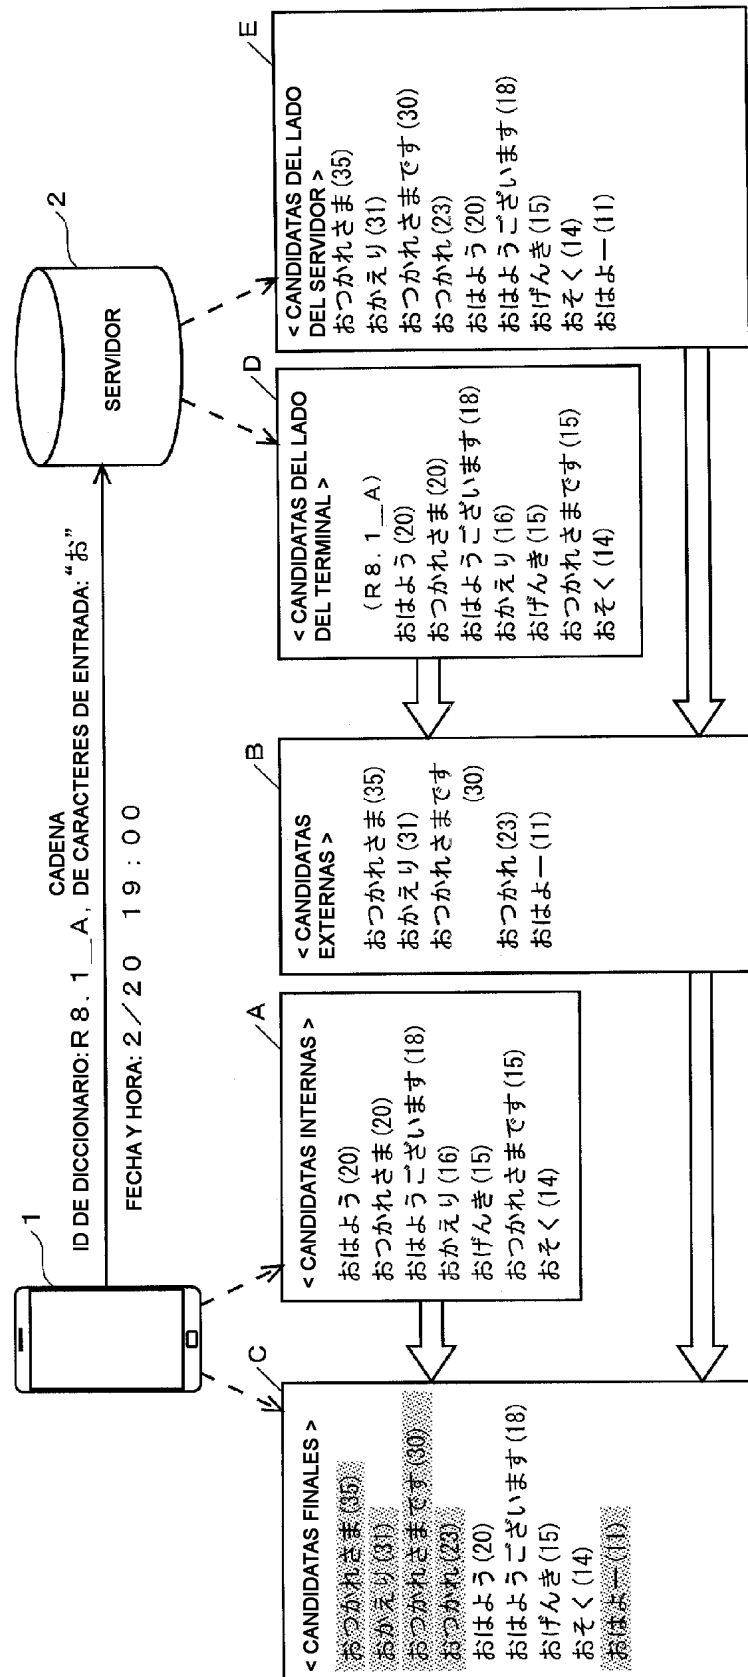 1
ID DE DICCIONARIO: R8. 1__A,
CADENA
DE CARACTERES DE ENTRADA: “お”
FECHA Y HORA: 2/20 19:00
2
SERVIDOR
C
< CANDIDATAS FINALES >
おつかれさま(35)
おかえり(31)
おつかれさまです(30)
おつかれ(23)
おはよう(20)
おはようございます(18)
おげんき(15)
おそく(14)
おはよー(11)
A
< CANDIDATAS INTERNAS >
おはよう(20)
おつかれさま(20)
おはようございます(18)
おかえり(16)
おげんき(15)
おつかれさまです(15)
おそく(14)
B
< CANDIDATAS
EXTERNAS >
おつかれさま(35)
おかえり(31)
おつかれさまです
(30)
おつかれ(23)
おはよー(11)
D
< CANDIDATAS DEL LADO
DEL TERMINAL >
(R8. 1__A)
おはよう(20)
おつかれさま(20)
おはようございます(18)
おかえり(16)
おげんき(15)
おつかれさまです(15)
おそく(14)
E
< CANDIDATAS DEL LADO
DEL SERVIDOR >
おつかれさま(35)
おかえり(31)
おつかれさまです(30)
おつかれ(23)
おはよう(20)
おはようございます(18)
おげんき(15)
おそく(14)
おはよー(11)